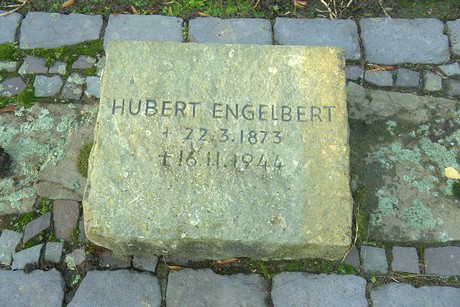 HUBERT ENGELBERT
+ 22.3.1873
‡ 16.11.1944